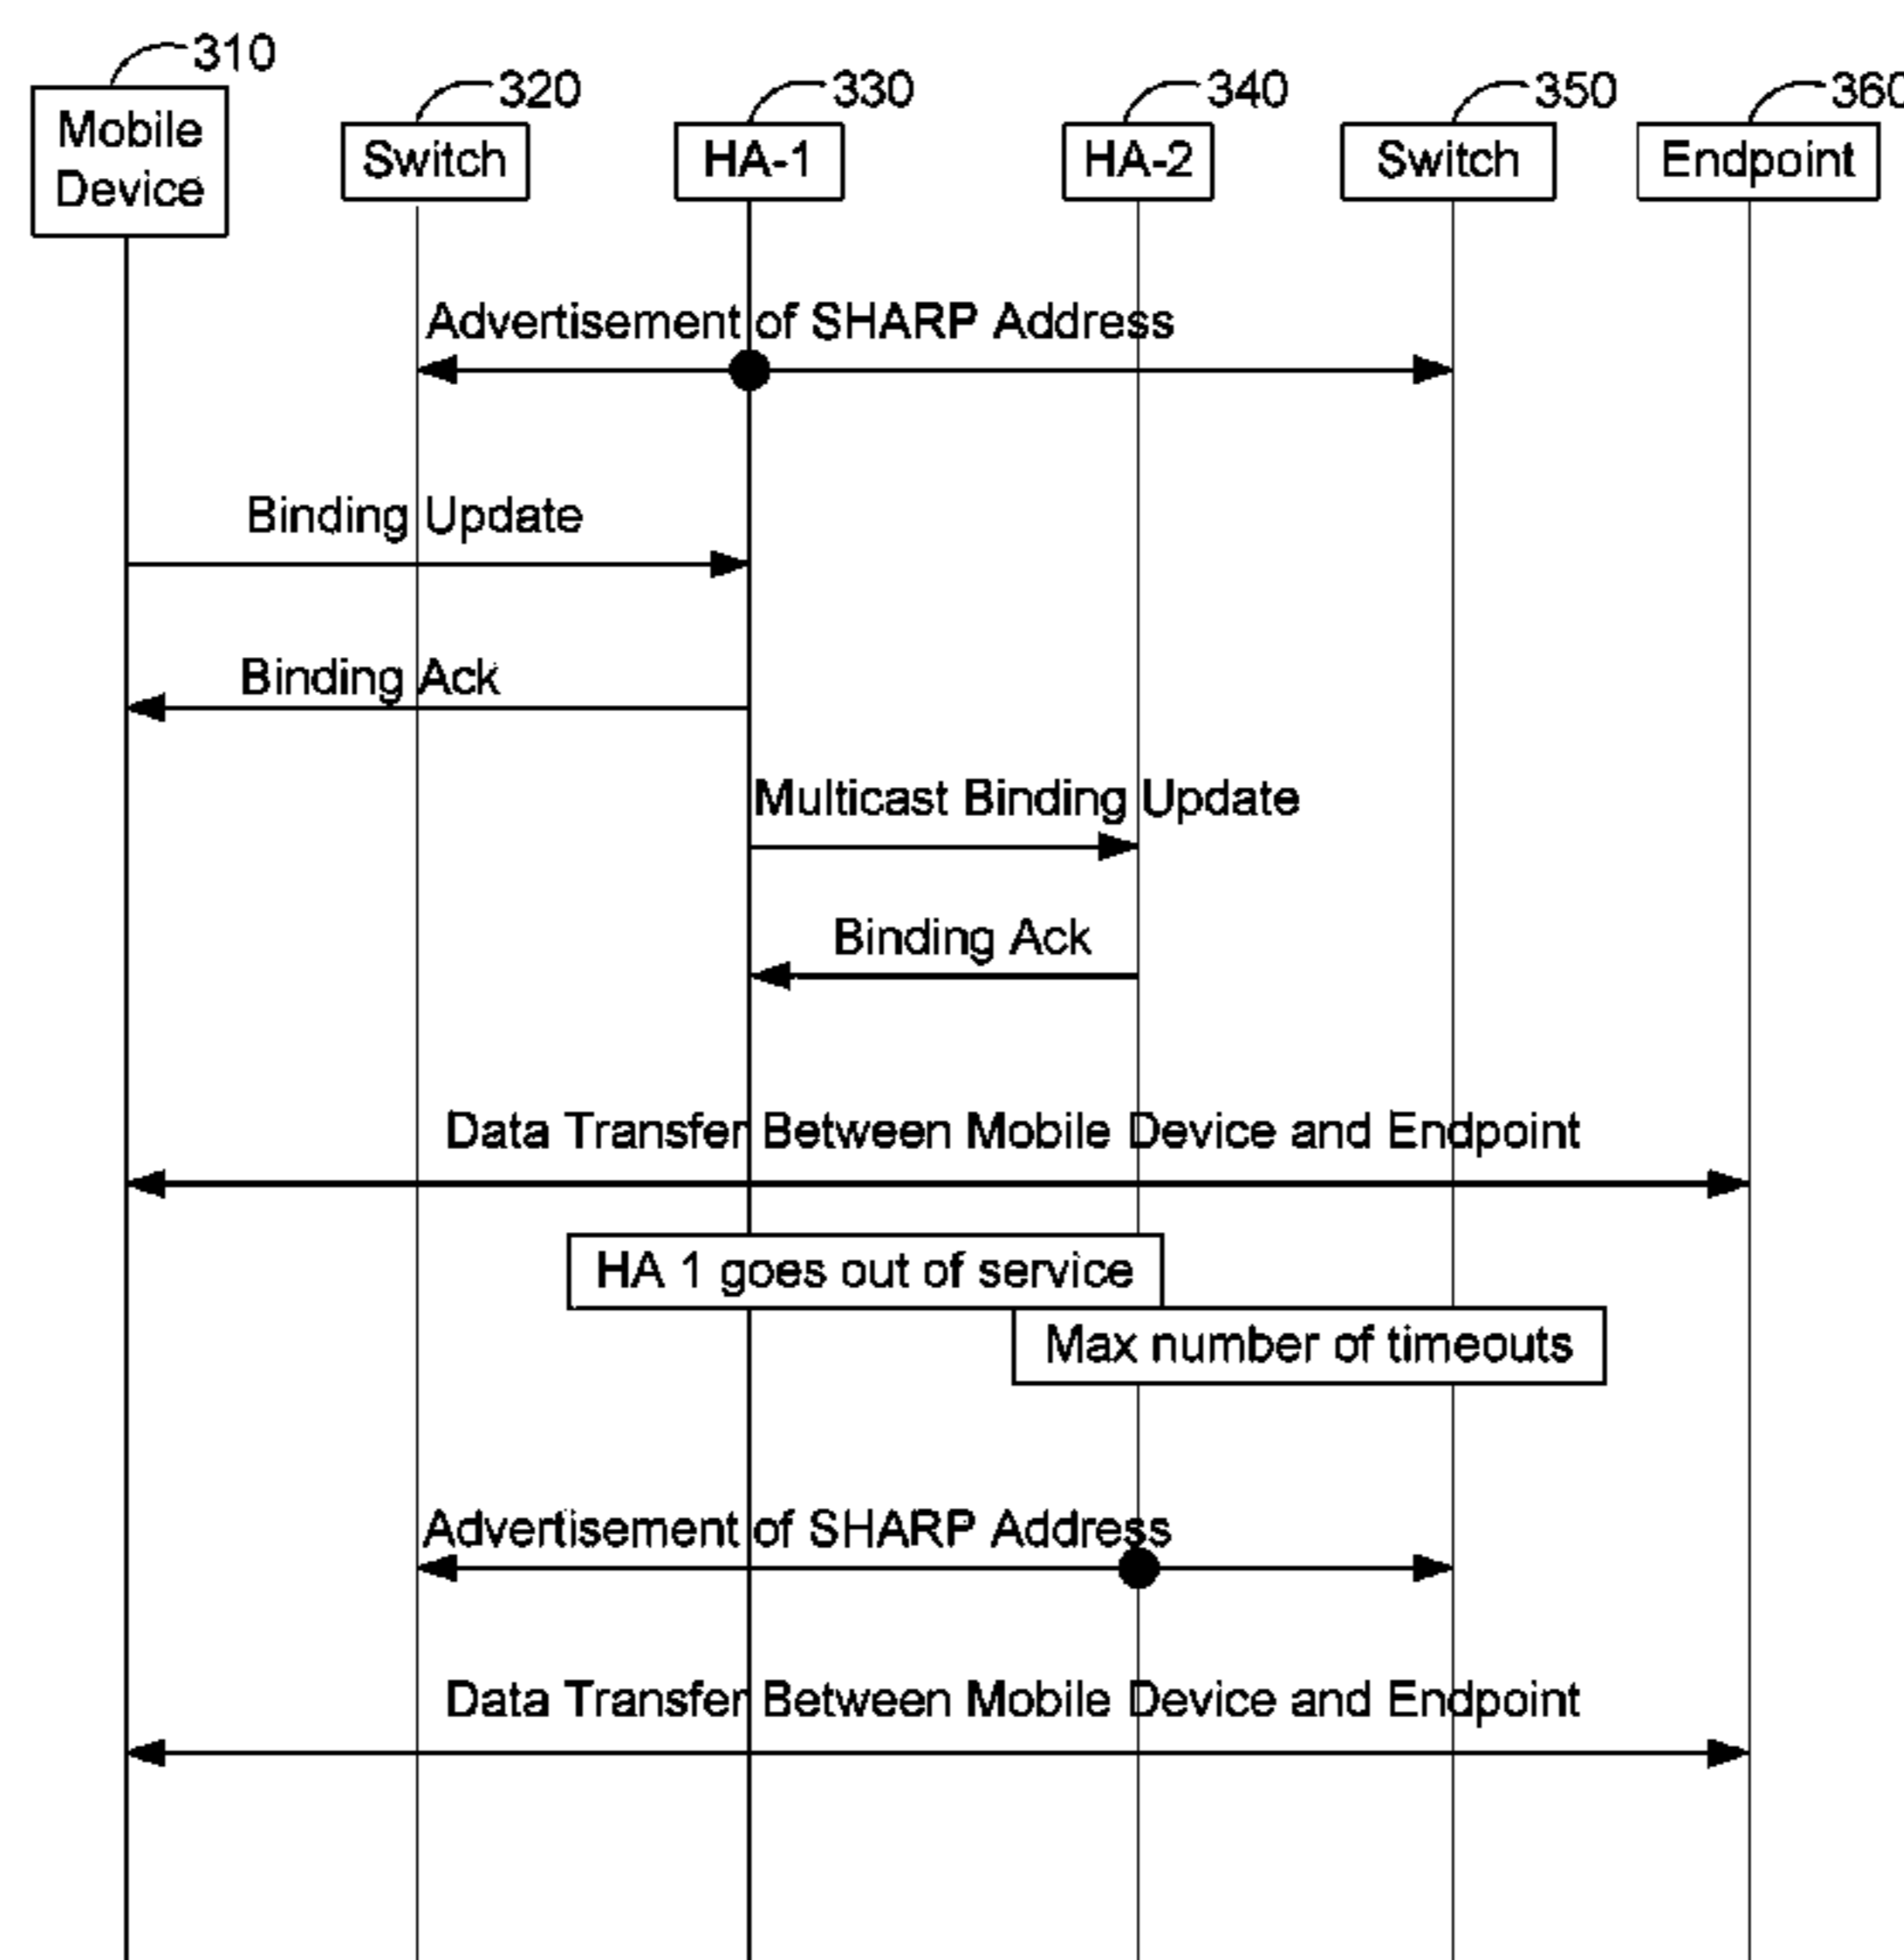 310
320
330
340
350
360
Mobile
Device
Switch
HA-1
HA-2
Switch
Endpoint
Advertisement of SHARP Address
Binding Update
Binding Ack
Multicast Binding Update
Binding Ack
Data Transfer Between Mobile Device and Endpoint
HA 1 goes out of service
Max number of timeouts
Advertisement of SHARP Address
Data Transfer Between Mobile Device and Endpoint